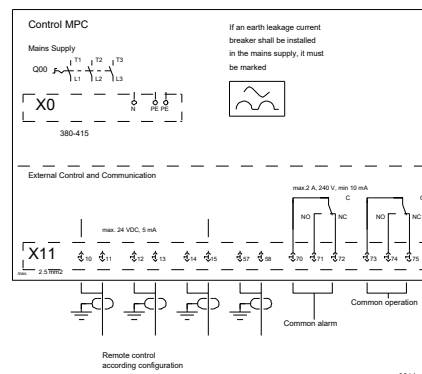 Control MPC
If an earth leakage current
breaker shall be installed
in the mains supply, it must
be marked
Mains Supply
Q00
T1 T2 T3
L1 L2 L3
X0
N PE PE
380-415
External Control and Communication
max.2 A, 240 V, min 10 mA
C
C
max. 24 VDC, 5 mA
NO NC NO NC
X11
10 11 12 13 14 15 57 58 70 71 72 73 74 75
max. 2.5 mm2
Common operation
Common alarm
Remote control
according configuration